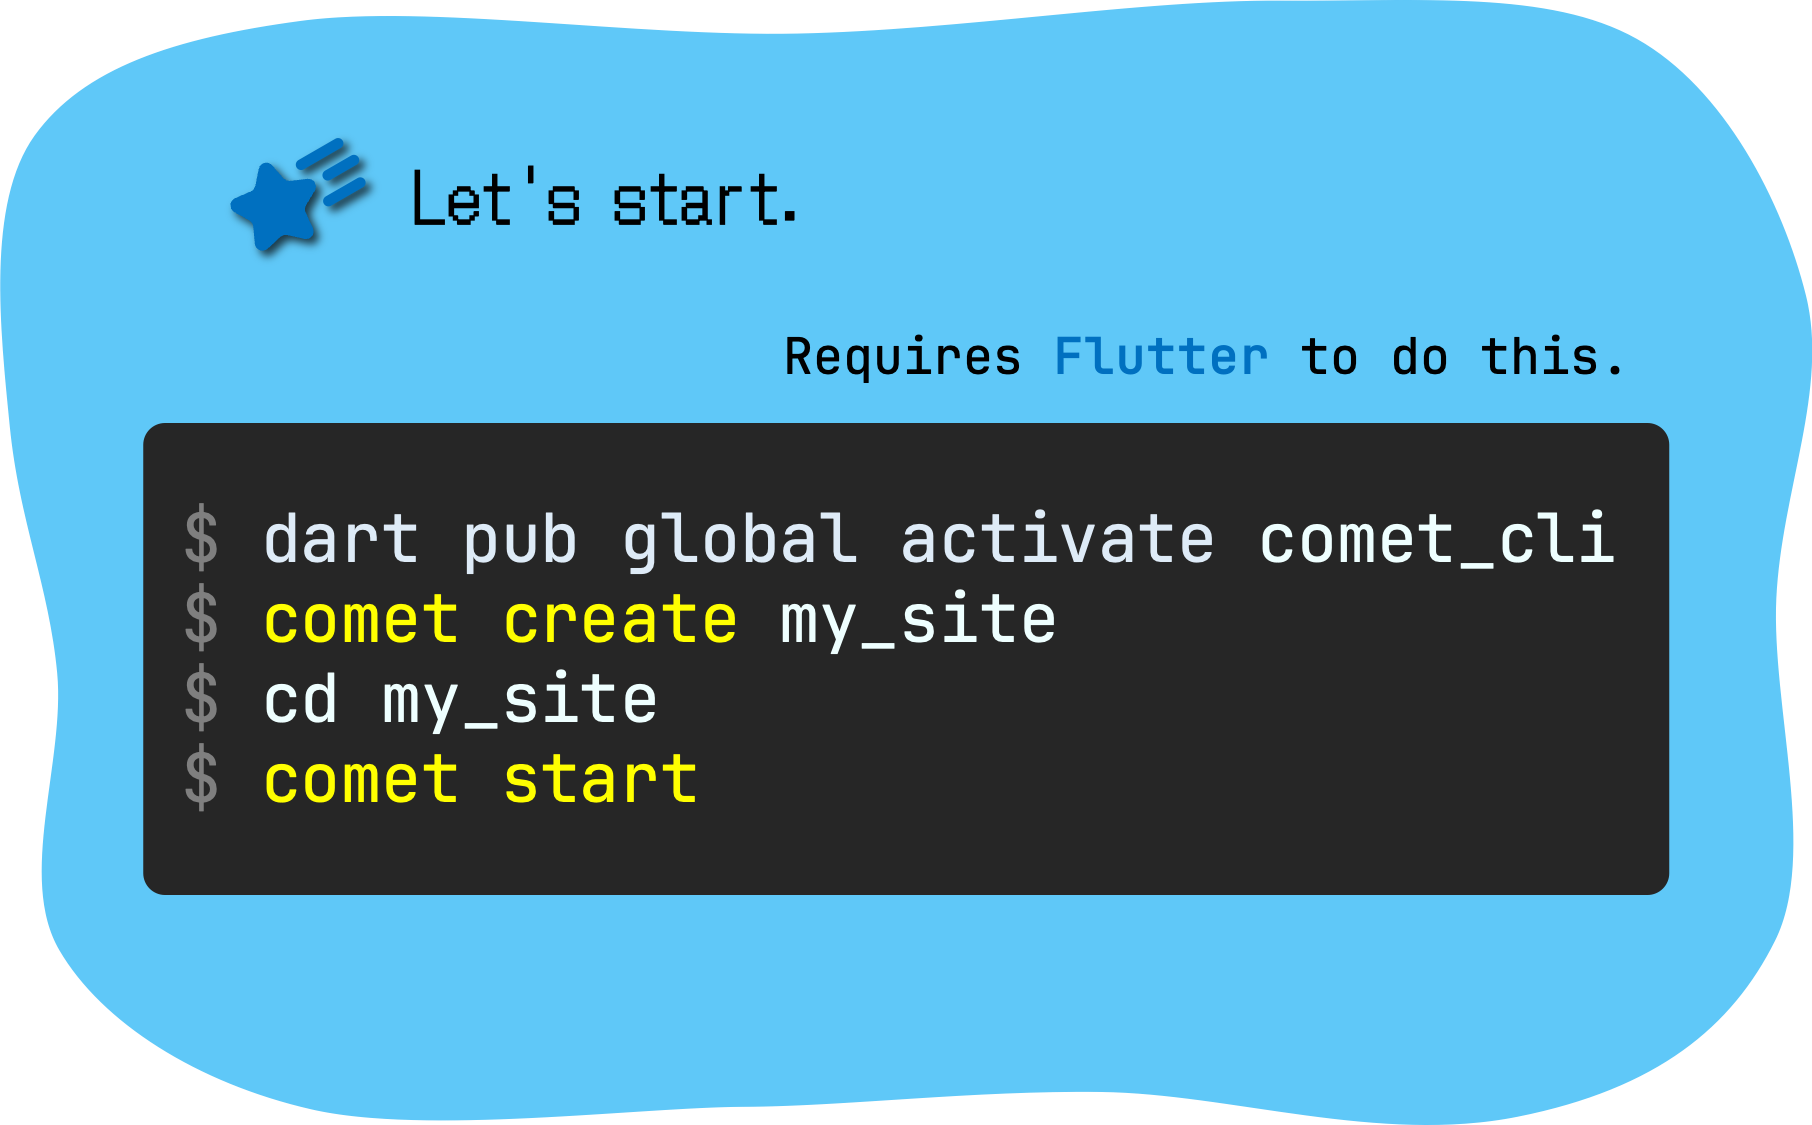 Let's start.
Requires Flutter to do this.
$ dart pub global activate comet_cli
$ comet create my_site
$ cd my_site
$ comet start